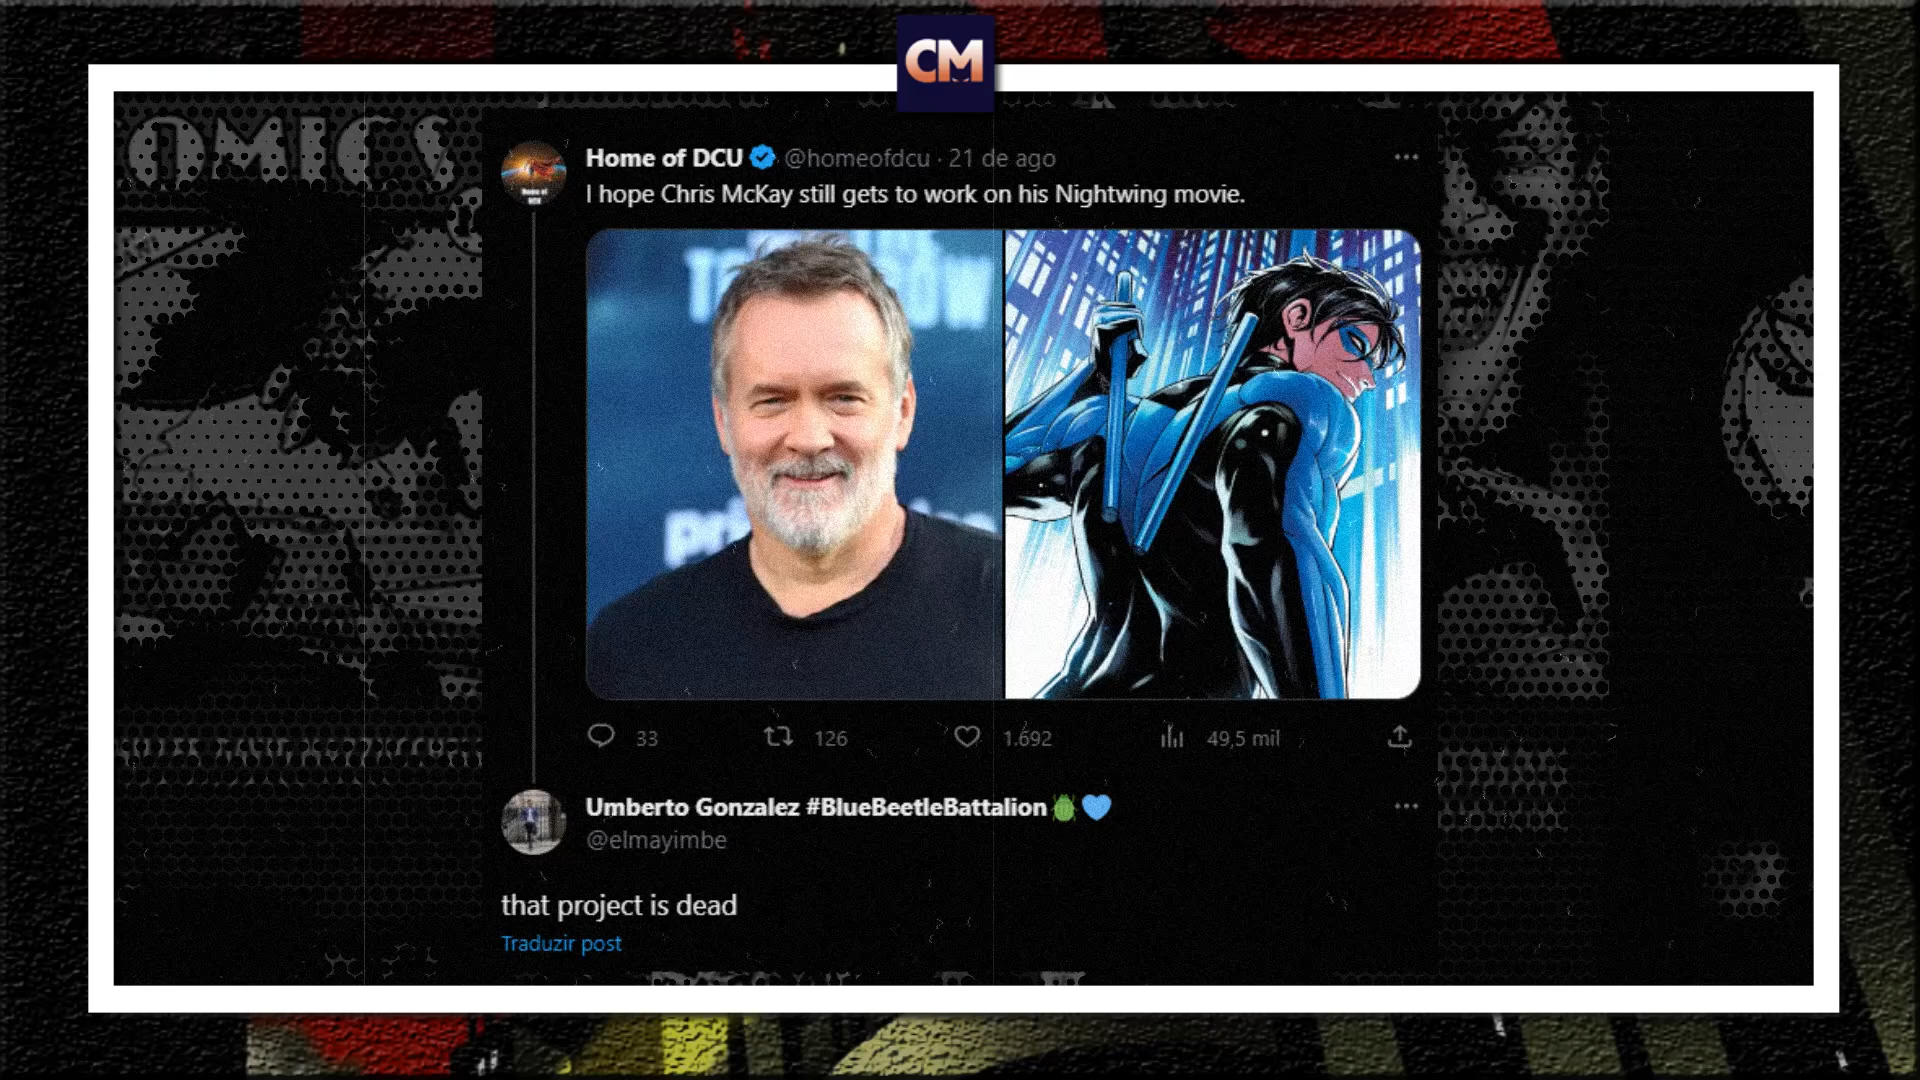 CM
OMICS
Home of DCU @homeofdcu · 21 de ago
I hope Chris McKay still gets to work on his Nightwing movie.
33 126 1.692 49,5 mil
Umberto Gonzalez #BlueBeetleBattalion
@elmayimbe
that project is dead
Traduzir post